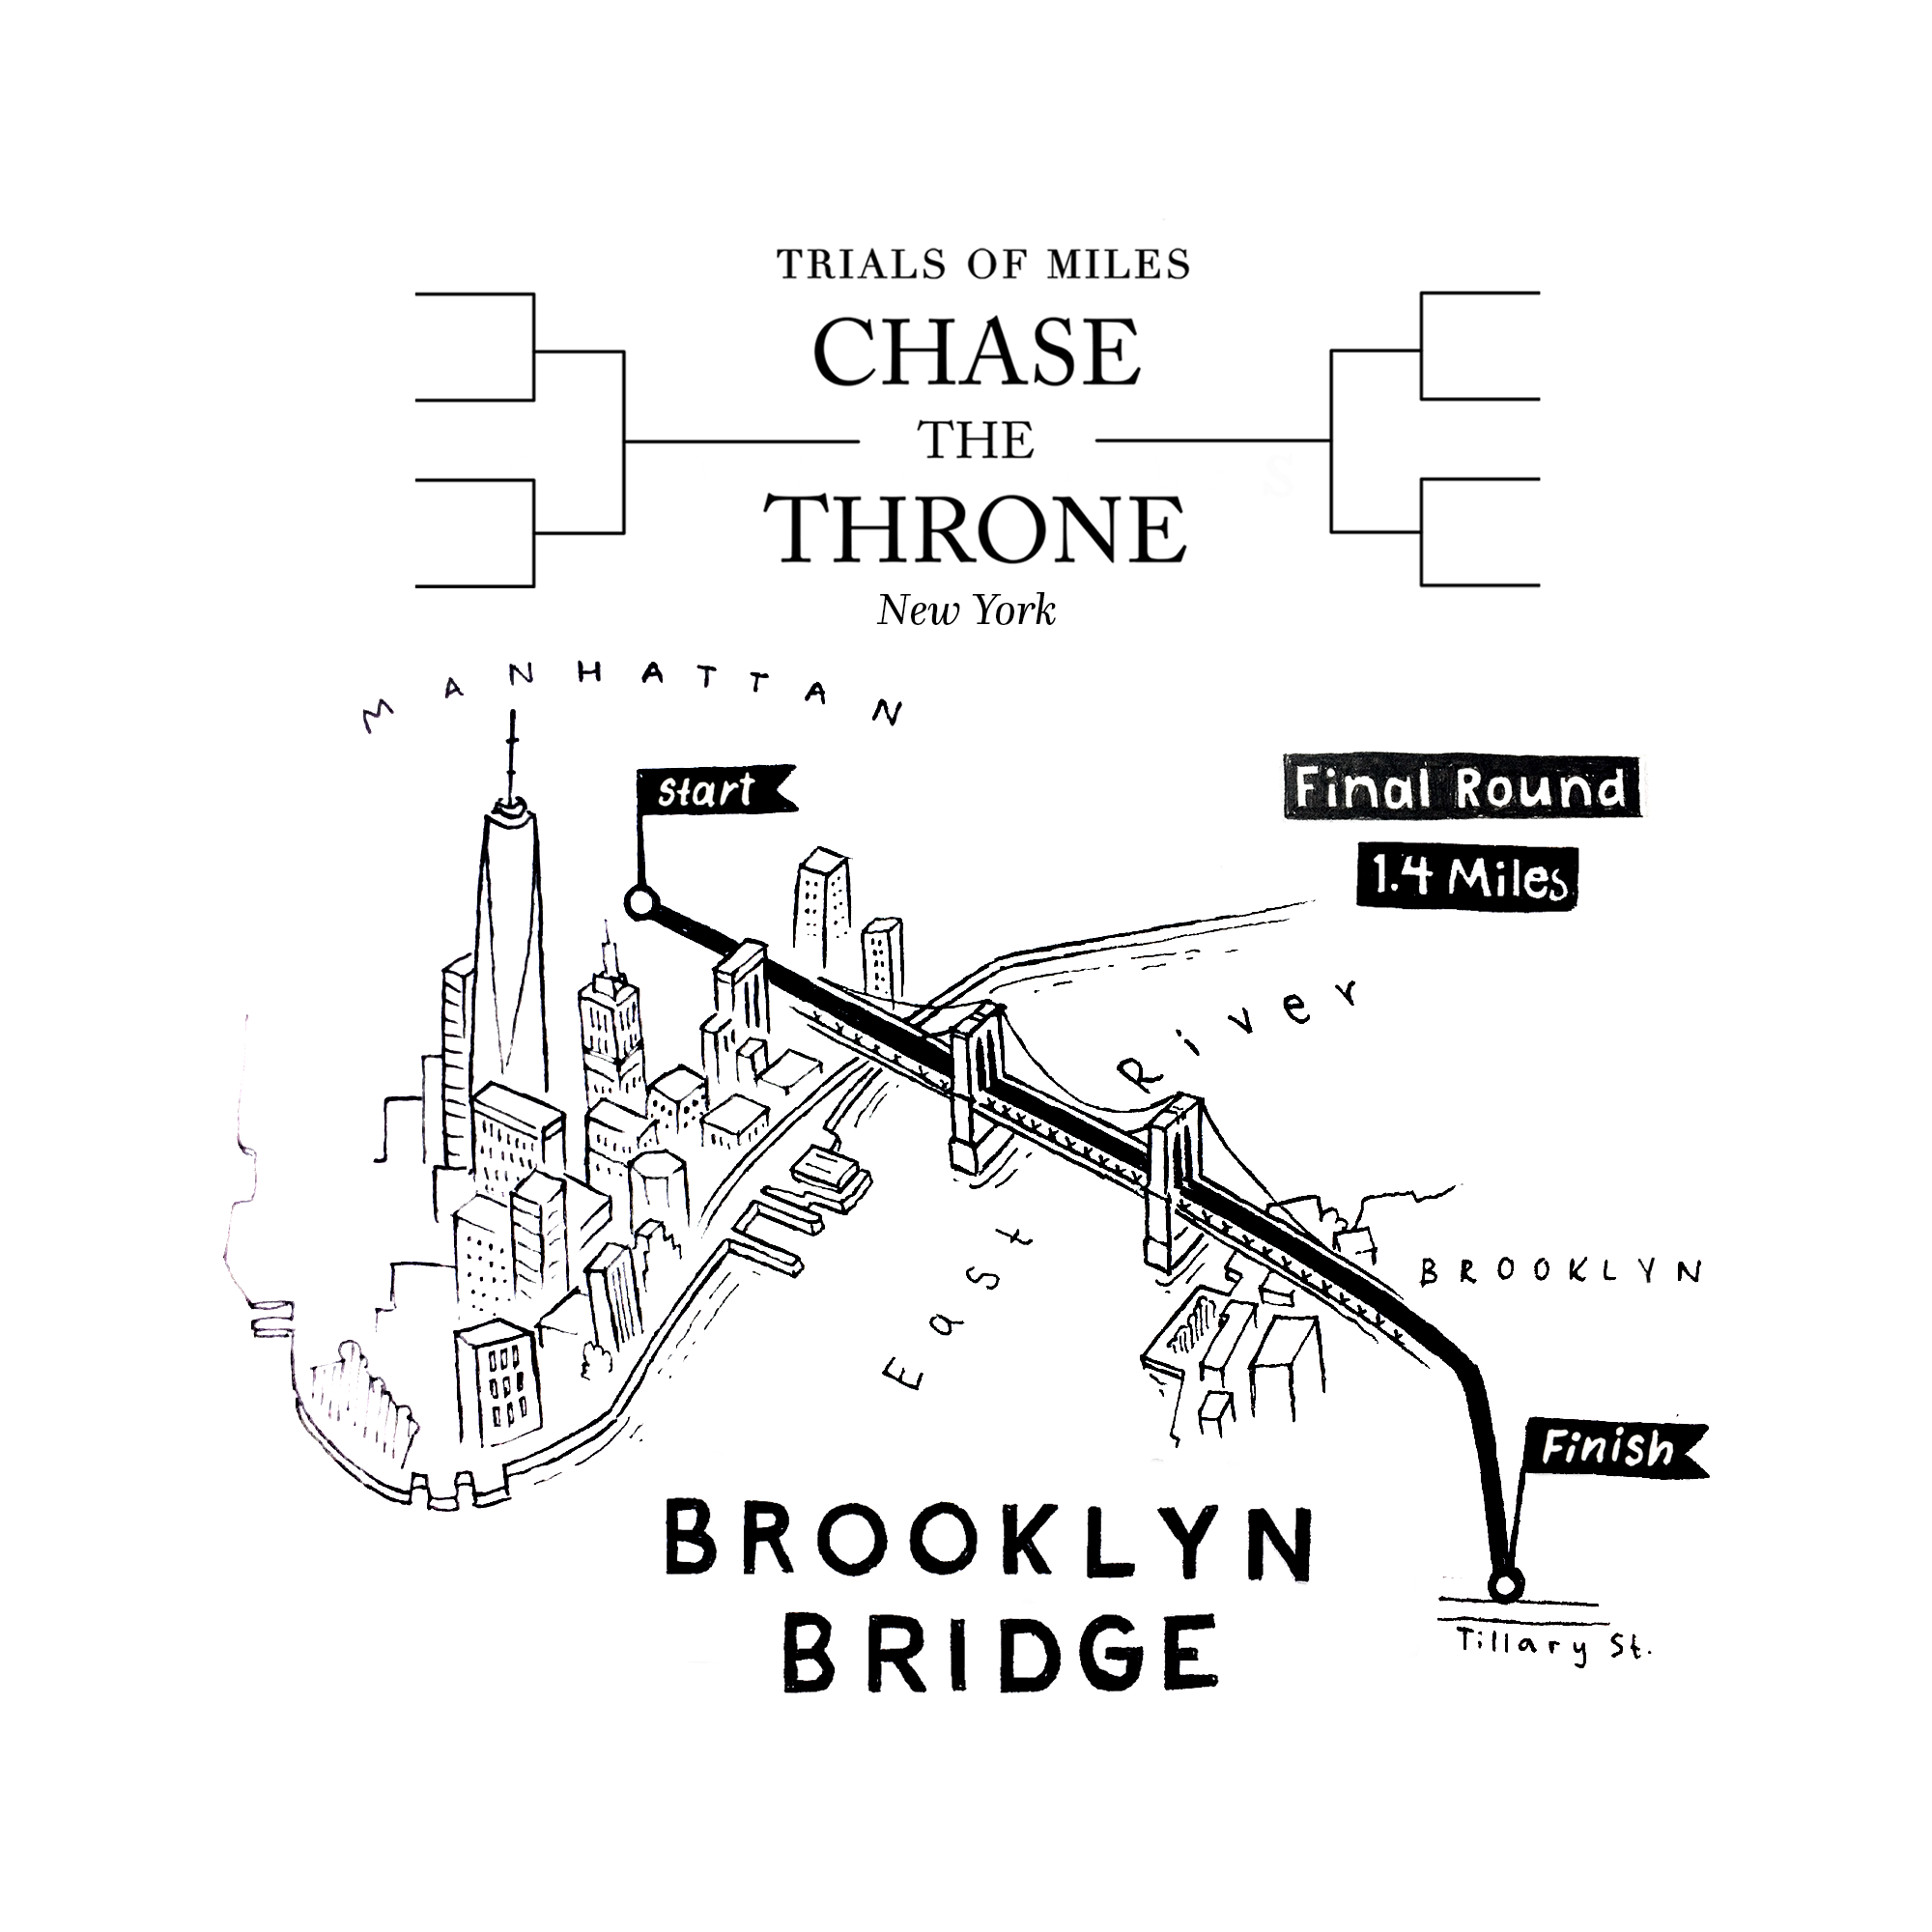 TRIALS OF MILES
CHASE
THE
THRONE
New York
MANHATTAN
start
Final Round
1.4 Miles
East River
BROOKLYN
Finish
BROOKLYN
BRIDGE
Tillary St.